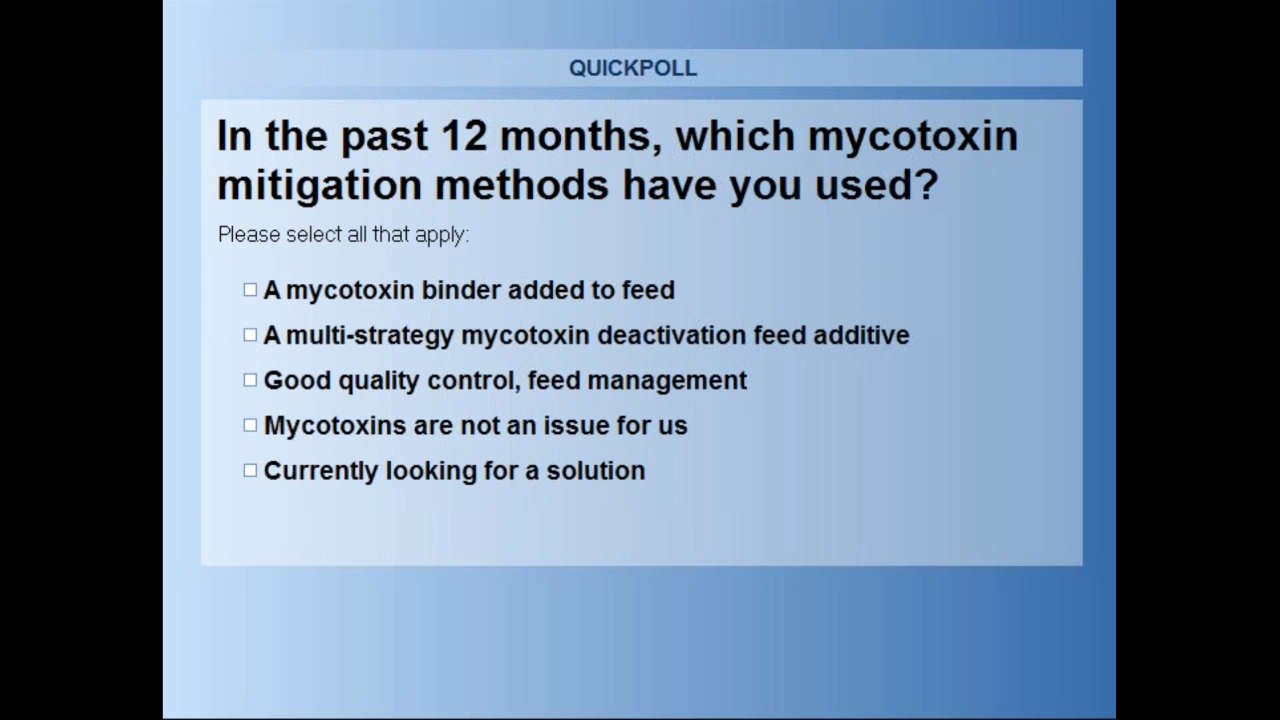 QUICKPOLL
In the past 12 months, which mycotoxin
mitigation methods have you used?
Please select all that apply:
A mycotoxin binder added to feed
A multi-strategy mycotoxin deactivation feed additive
Good quality control, feed management
Mycotoxins are not an issue for us
Currently looking for a solution